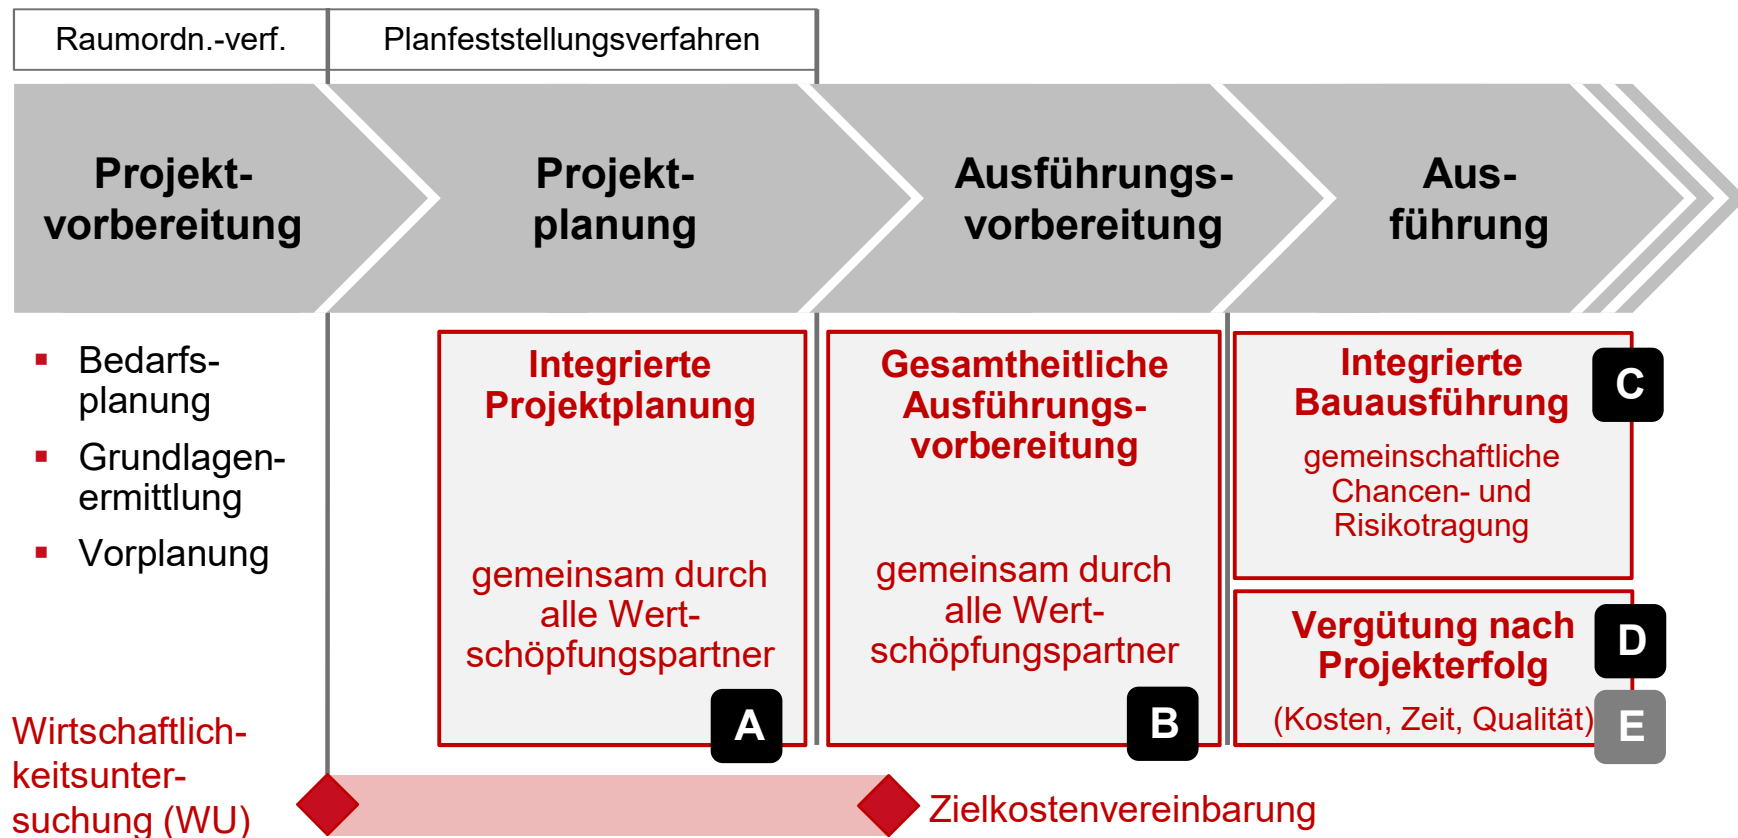 Raumordn.-verf.
Planfeststellungsverfahren
Projekt-
vorbereitung
Projekt-
planung
Ausführungs-
vorbereitung
Aus-
führung
Bedarfs-
planung
Grundlagen-
ermittlung
Vorplanung
Integrierte
Projektplanung
gemeinsam durch
alle Wert-
schöpfungspartner
A
Gesamtheitliche
Ausführungs-
vorbereitung
gemeinsam durch
alle Wert-
schöpfungspartner
B
Integrierte
Bauausführung
gemeinschaftliche
Chancen- und
Risikotragung
C
Vergütung nach
Projekterfolg
(Kosten, Zeit, Qualität)
D
E
Wirtschaftlich-
keitsunter-
suchung (WU)
Zielkostenvereinbarung